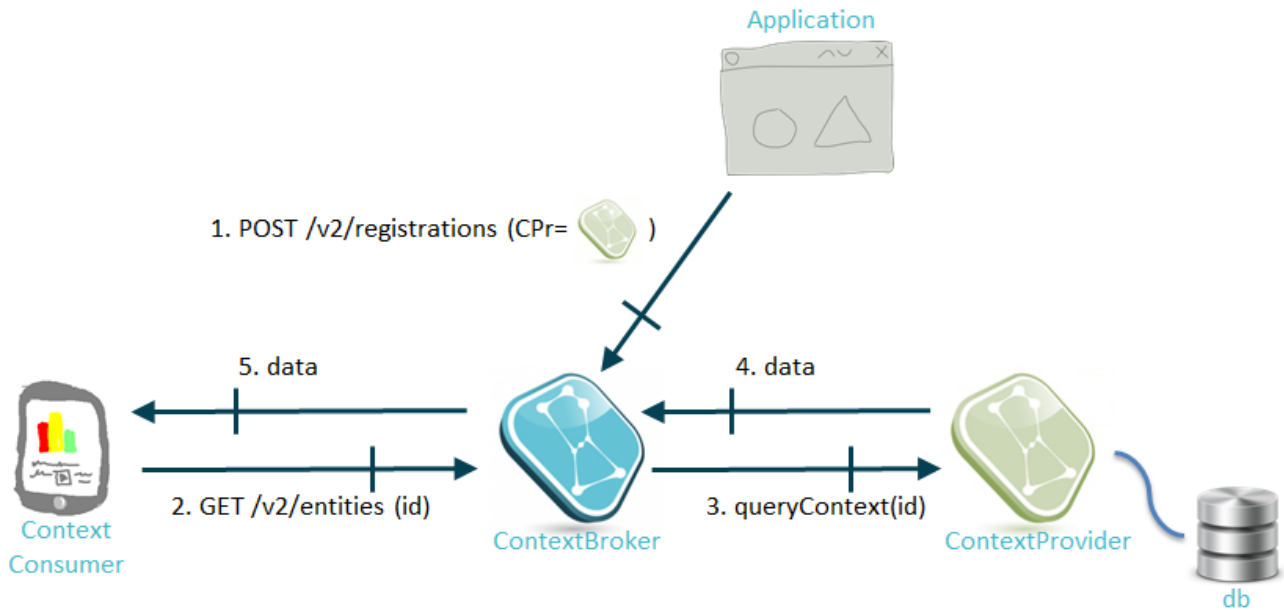 Application
1. POST /v2/registrations (CPr= )
5. data
4. data
2. GET /v2/entities (id)
3. queryContext(id)
Context
Consumer
ContextBroker
ContextProvider
db